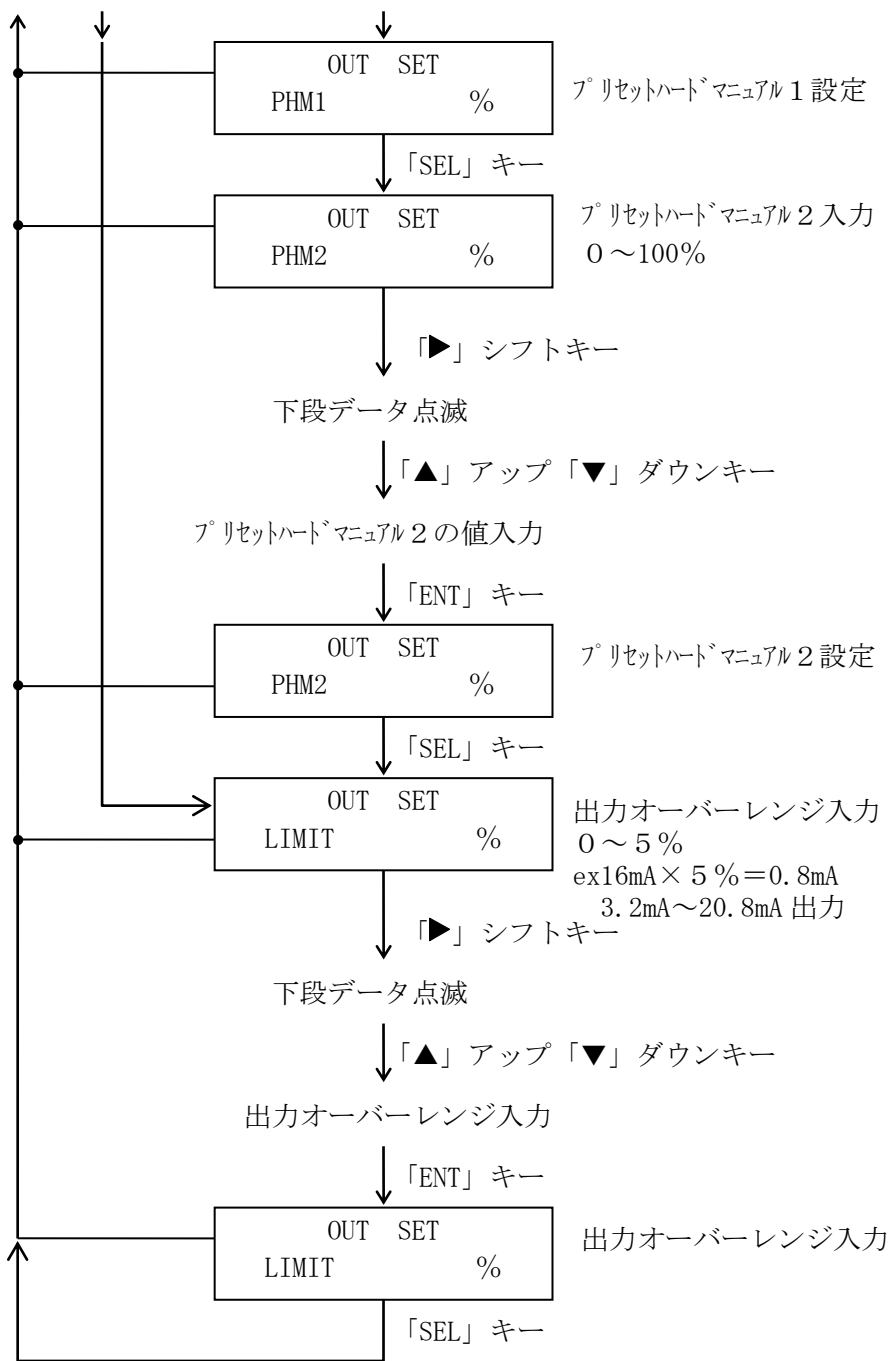 OUT SET
PHM1 %
プリセットハードマニュアル1設定
「SEL」キー
OUT SET
PHM2 %
プリセットハードマニュアル2入力
0～100％
「▶」シフトキー
下段データ点滅
「▲」アップ「▼」ダウンキー
プリセットハードマニュアル2の値入力
「ENT」キー
OUT SET
PHM2 %
プリセットハードマニュアル2設定
「SEL」キー
OUT SET
LIMIT %
出力オーバーレンジ入力
0～5％
ex16mA×5％＝0.8mA
3.2mA～20.8mA 出力
「▶」シフトキー
下段データ点滅
「▲」アップ「▼」ダウンキー
出力オーバーレンジ入力
「ENT」キー
OUT SET
LIMIT %
出力オーバーレンジ入力
「SEL」キー